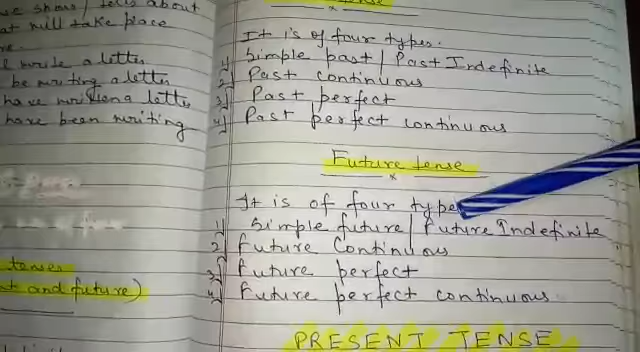 at will take place
write a letter
be writing a letter
have written a letter
have been writing
tenses
and future)
tense
It is of four types.
1) Simple past | Past Indefinite
2) Past continuous
3) Past perfect
4) Past perfect continuous
Future tense
It is of four type
1) Simple future | Future Indefinite
2) Future Continuous
3) Future perfect
4) Future perfect continuous
PRESENT TENSE